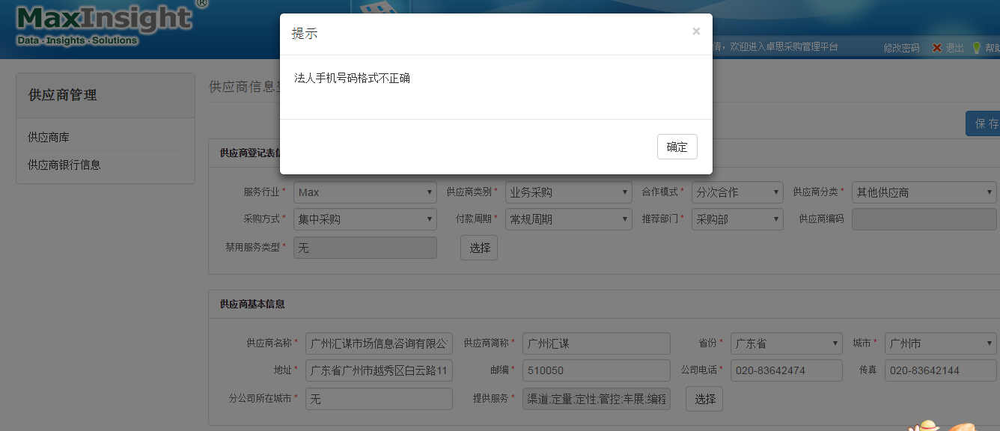 MaxInsight®
Data · Insights · Solutions
提示
×
倩，欢迎进入卓思采购管理平台
修改密码
退出
帮助
供应商管理
供应商信息
法人手机号码格式不正确
供应商库
保 存
供应商银行信息
确定
供应商登记表信
服务行业* Max 供应商类别* 业务采购 合作模式* 分次合作 供应商分类* 其他供应商
采购方式* 集中采购 付款周期* 常规周期 推荐部门* 采购部 供应商编码
禁用服务类型* 无 选择
供应商基本信息
供应商名称* 广州汇谋市场信息咨询有限公 供应商简称* 广州汇谋 省份* 广东省 城市* 广州市
地址* 广东省广州市越秀区白云路11 邮编* 510050 公司电话* 020-83642474 传真 020-83642144
分公司所在城市* 无 提供服务* 渠道;定量;定性;管控;车展;编程 选择